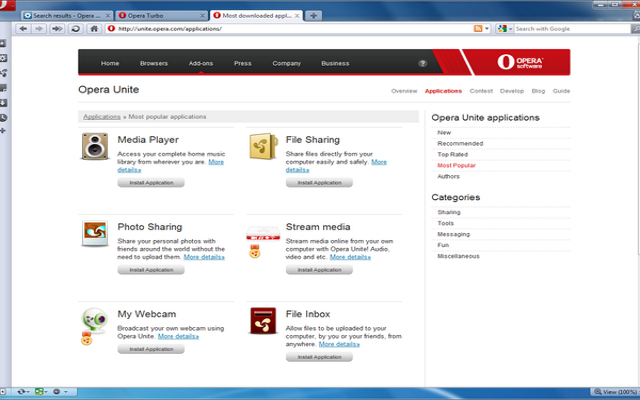 Search results - Opera ...
Opera Turbo
Most downloaded appl...
http://unite.opera.com/applications/
Search with Google
Home
Browsers
Add-ons
Press
Company
Business
?
OPERA
software
Opera Unite
Overview
Applications
Contest
Develop
Blog
Guide
Applications » Most popular applications
Media Player
Access your complete home music
library from wherever you are. More
details»
Install Application
File Sharing
Share files directly from your
computer easily and safely. More
details»
Install Application
Photo Sharing
Share your personal photos with
friends around the world without the
need to upload them. More details»
Install Application
Stream media
Stream media online from your own
computer with Opera Unite! Audio,
video and etc. More details»
Install Application
My Webcam
Broadcast your own webcam using
Opera Unite. More details»
Install Application
File Inbox
Allow files to be uploaded to your
computer, by you or your friends, from
anywhere. More details»
Install Application
Opera Unite applications
New
Recommended
Top Rated
Most Popular
Authors
Categories
Sharing
Tools
Messaging
Fun
Miscellaneous
View (100%)